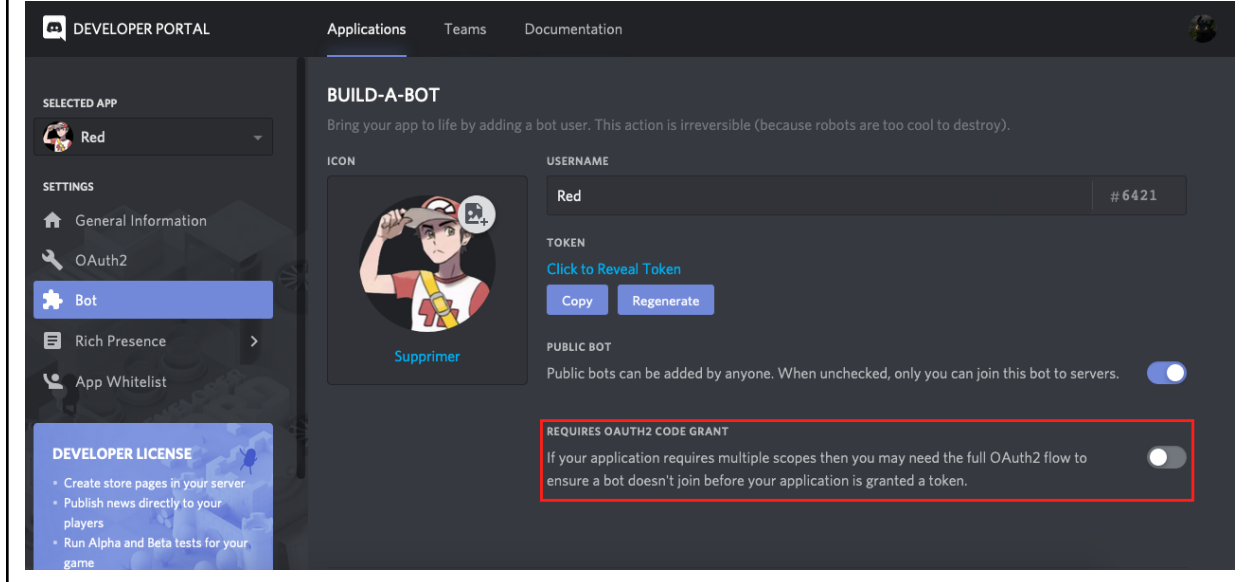 DEVELOPER PORTAL
Applications
Teams
Documentation
SELECTED APP
Red
SETTINGS
General Information
OAuth2
Bot
Rich Presence
App Whitelist
DEVELOPER LICENSE
• Create store pages in your server
• Publish news directly to your
players
• Run Alpha and Beta tests for your
game
BUILD-A-BOT
Bring your app to life by adding a bot user. This action is irreversible (because robots are too cool to destroy).
ICON
Supprimer
USERNAME
Red #6421
TOKEN
Click to Reveal Token
Copy Regenerate
PUBLIC BOT
Public bots can be added by anyone. When unchecked, only you can join this bot to servers.
REQUIRES OAUTH2 CODE GRANT
If your application requires multiple scopes then you may need the full OAuth2 flow to
ensure a bot doesn't join before your application is granted a token.